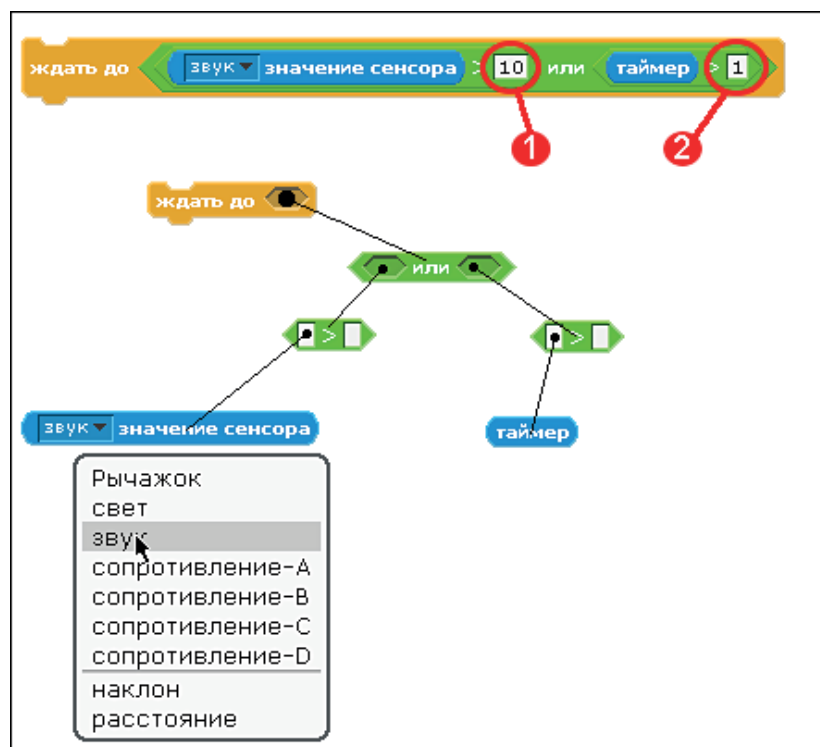 ждать до звук значение сенсора > 10 или таймер > 1
1 2
ждать до
или
> >
звук значение сенсора таймер
Рычажок
свет
звук
сопротивление-A
сопротивление-B
сопротивление-C
сопротивление-D
наклон
расстояние